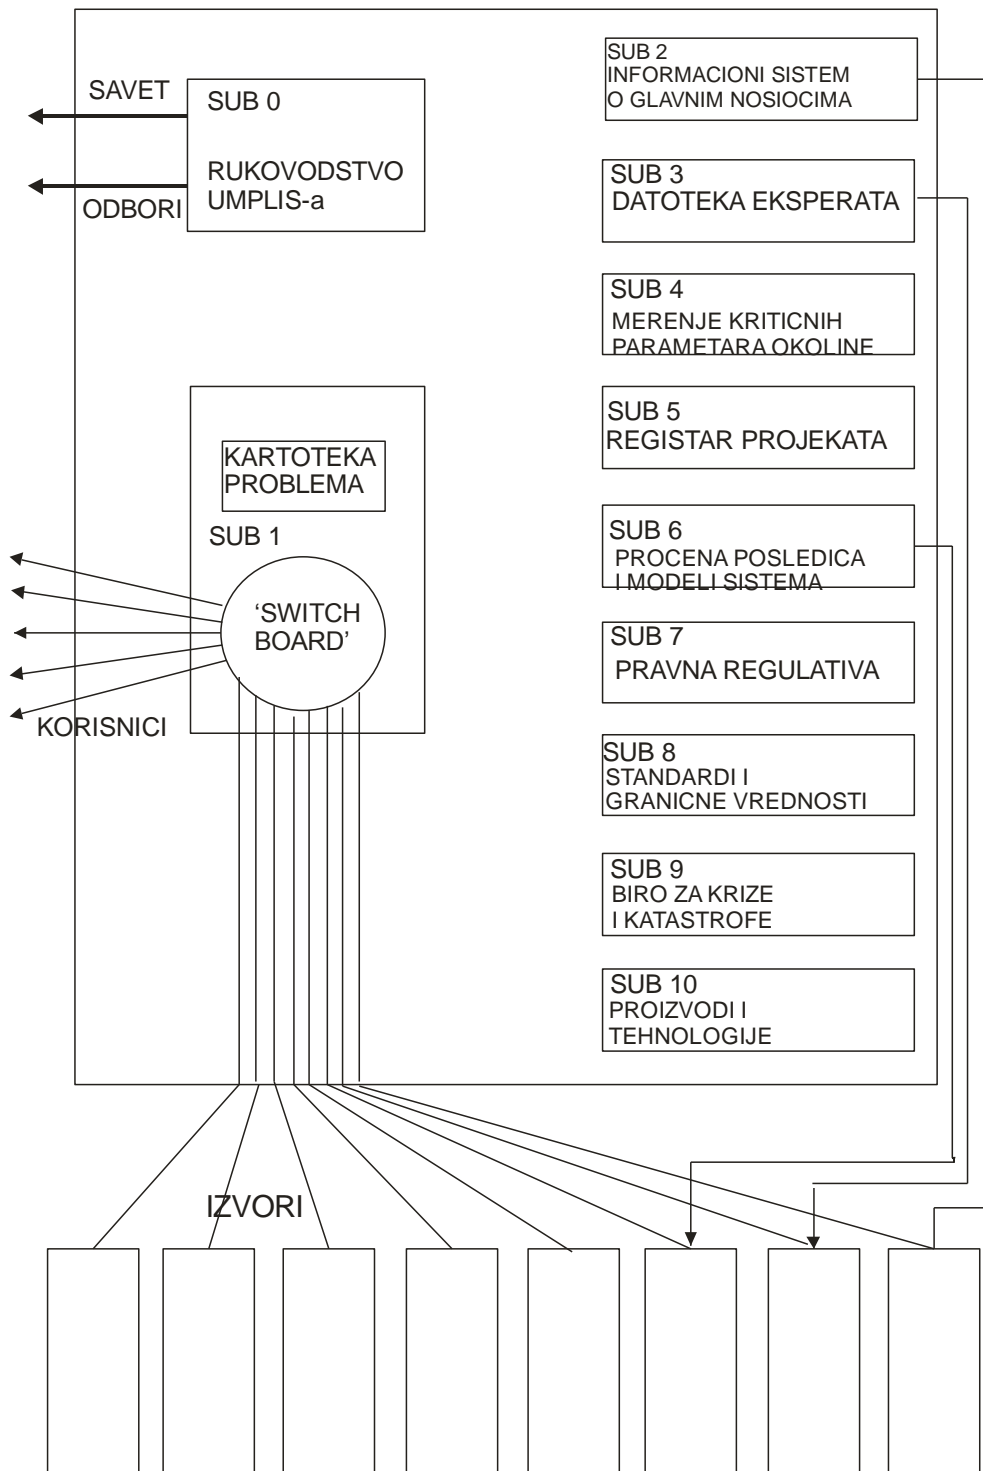 SAVET
ODBORI
SUB 0
RUKOVODSTVO
UMPLIS-a
KARTOTEKA
PROBLEMA
SUB 1
‘SWITCH
BOARD’
KORISNICI
SUB 2
INFORMACIONI SISTEM
O GLAVNIM NOSIOCIMA
SUB 3
DATOTEKA EKSPERATA
SUB 4
MERENJE KRITICNIH
PARAMETARA OKOLINE
SUB 5
REGISTAR PROJEKATA
SUB 6
PROCENA POSLEDICA
I MODELI SISTEMA
SUB 7
PRAVNA REGULATIVA
SUB 8
STANDARDI I
GRANICNE VREDNOSTI
SUB 9
BIRO ZA KRIZE
I KATASTROFE
SUB 10
PROIZVODI I
TEHNOLOGIJE
IZVORI